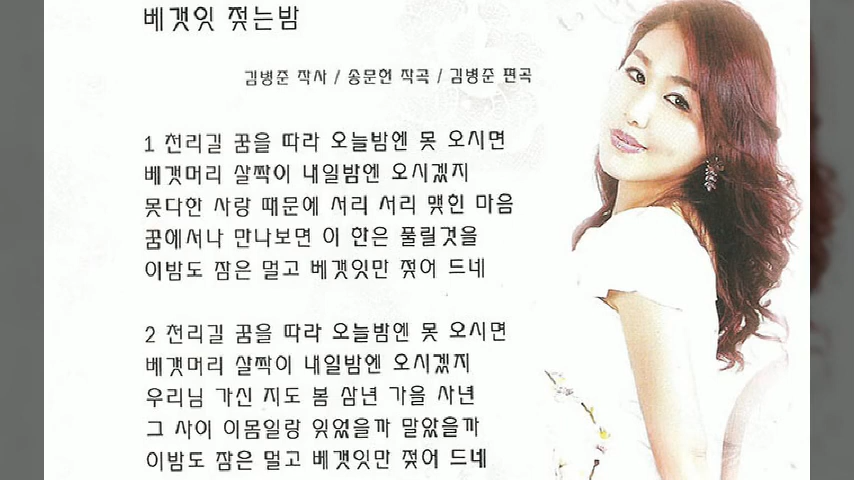 베갯잇 젖는밤
김병준 작사 / 송문헌 작곡 / 김병준 편곡
1 천리길 꿈을 따라 오늘밤엔 못 오시면
베갯머리 살짝이 내일밤엔 오시겠지
못다한 사랑 때문에 서리 서리 맺힌 마음
꿈에서나 만나보면 이 한은 풀릴것을
이밤도 잠은 멀고 베갯잇만 젖어 드네
2 천리길 꿈을 따라 오늘밤엔 못 오시면
베갯머리 살짝이 내일밤엔 오시겠지
우리님 가신 지도 봄 삼년 가을 사년
그 사이 이몸일랑 잊었을까 말았을까
이밤도 잠은 멀고 베갯잇만 젖어 드네